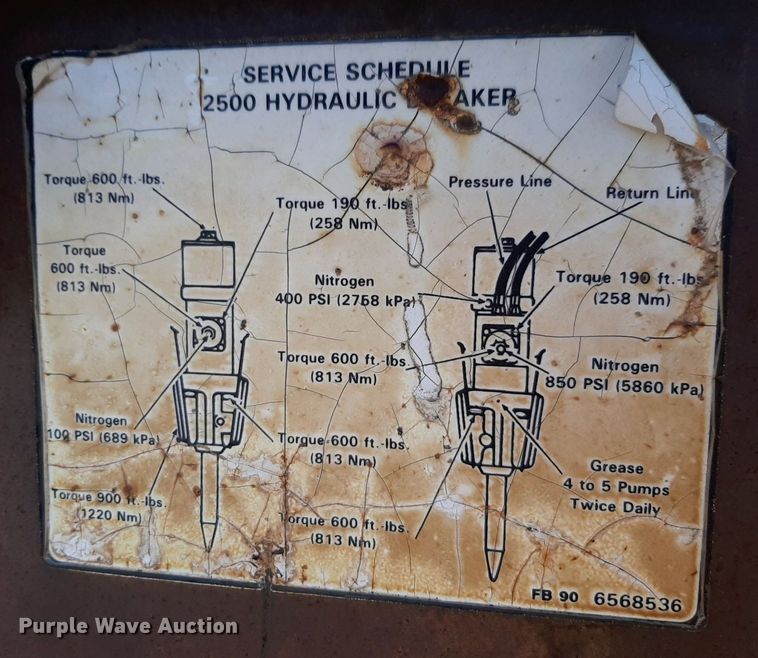 SERVICE SCHEDULE
2500 HYDRAULIC
Torque 600 ft.-lbs.
(813 Nm)
Torque 190 ft.-lbs
(258 Nm)
Pressure Line
Return Line
Torque
600 ft.-lbs.
(813 Nm)
Nitrogen
400 PSI (2758 kPa)
Torque 190 ft.-lbs
(258 Nm)
Torque 600 ft.-lbs
(813 Nm)
Nitrogen
850 PSI (5860 kPa)
Nitrogen
100 PSI (689 kPa)
Torque 600 ft.-lbs.
(813 Nm)
Grease
4 to 5 Pumps
Twice Daily
Torque 900 ft.-lbs.
(1220 Nm)
Torque 600 ft.-lbs.
(813 Nm)
FB 90 6568536
Purple Wave Auction